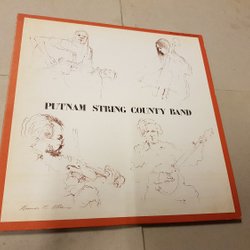 PUTNAM STRING COUNTY BAND